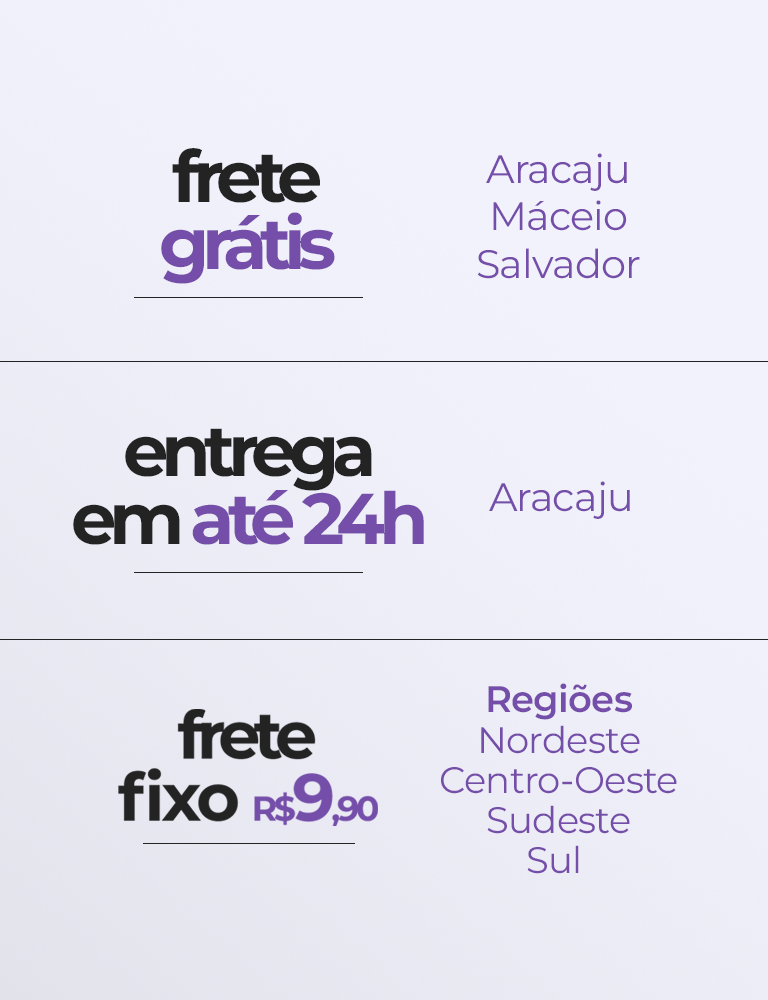 frete
grátis
Aracaju
Máceio
Salvador
entrega
em até 24h
Aracaju
frete
fixo R$9,90
Regiões
Nordeste
Centro-Oeste
Sudeste
Sul